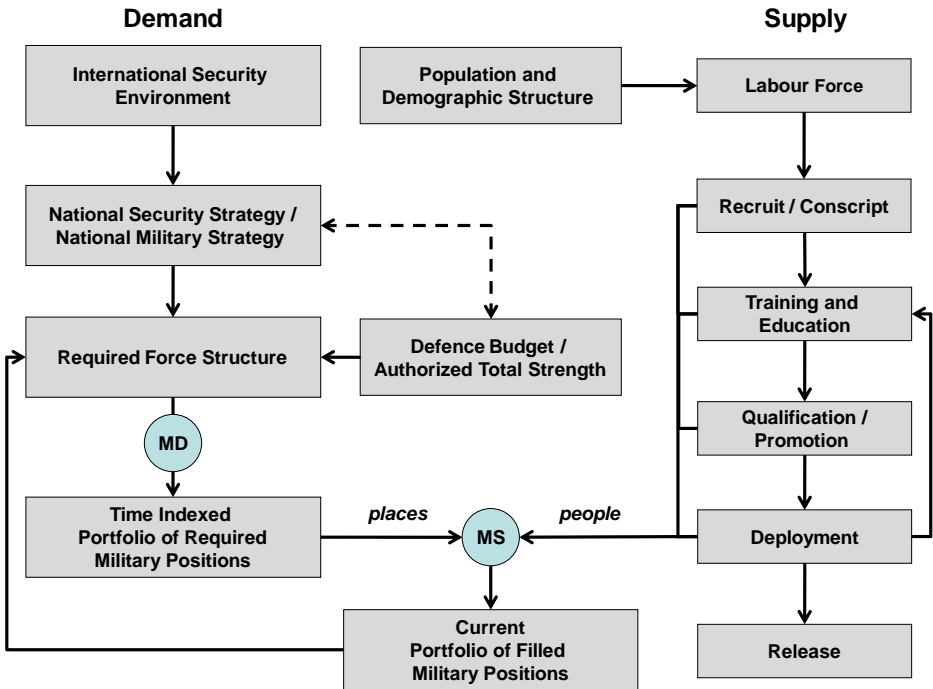 Demand
Supply
International Security
Environment
Population and
Demographic Structure
Labour Force
National Security Strategy /
National Military Strategy
Recruit / Conscript
Training and
Education
Required Force Structure
Defence Budget /
Authorized Total Strength
MD
Qualification /
Promotion
Time Indexed
Portfolio of Required
Military Positions
places
MS
people
Deployment
Current
Portfolio of Filled
Military Positions
Release